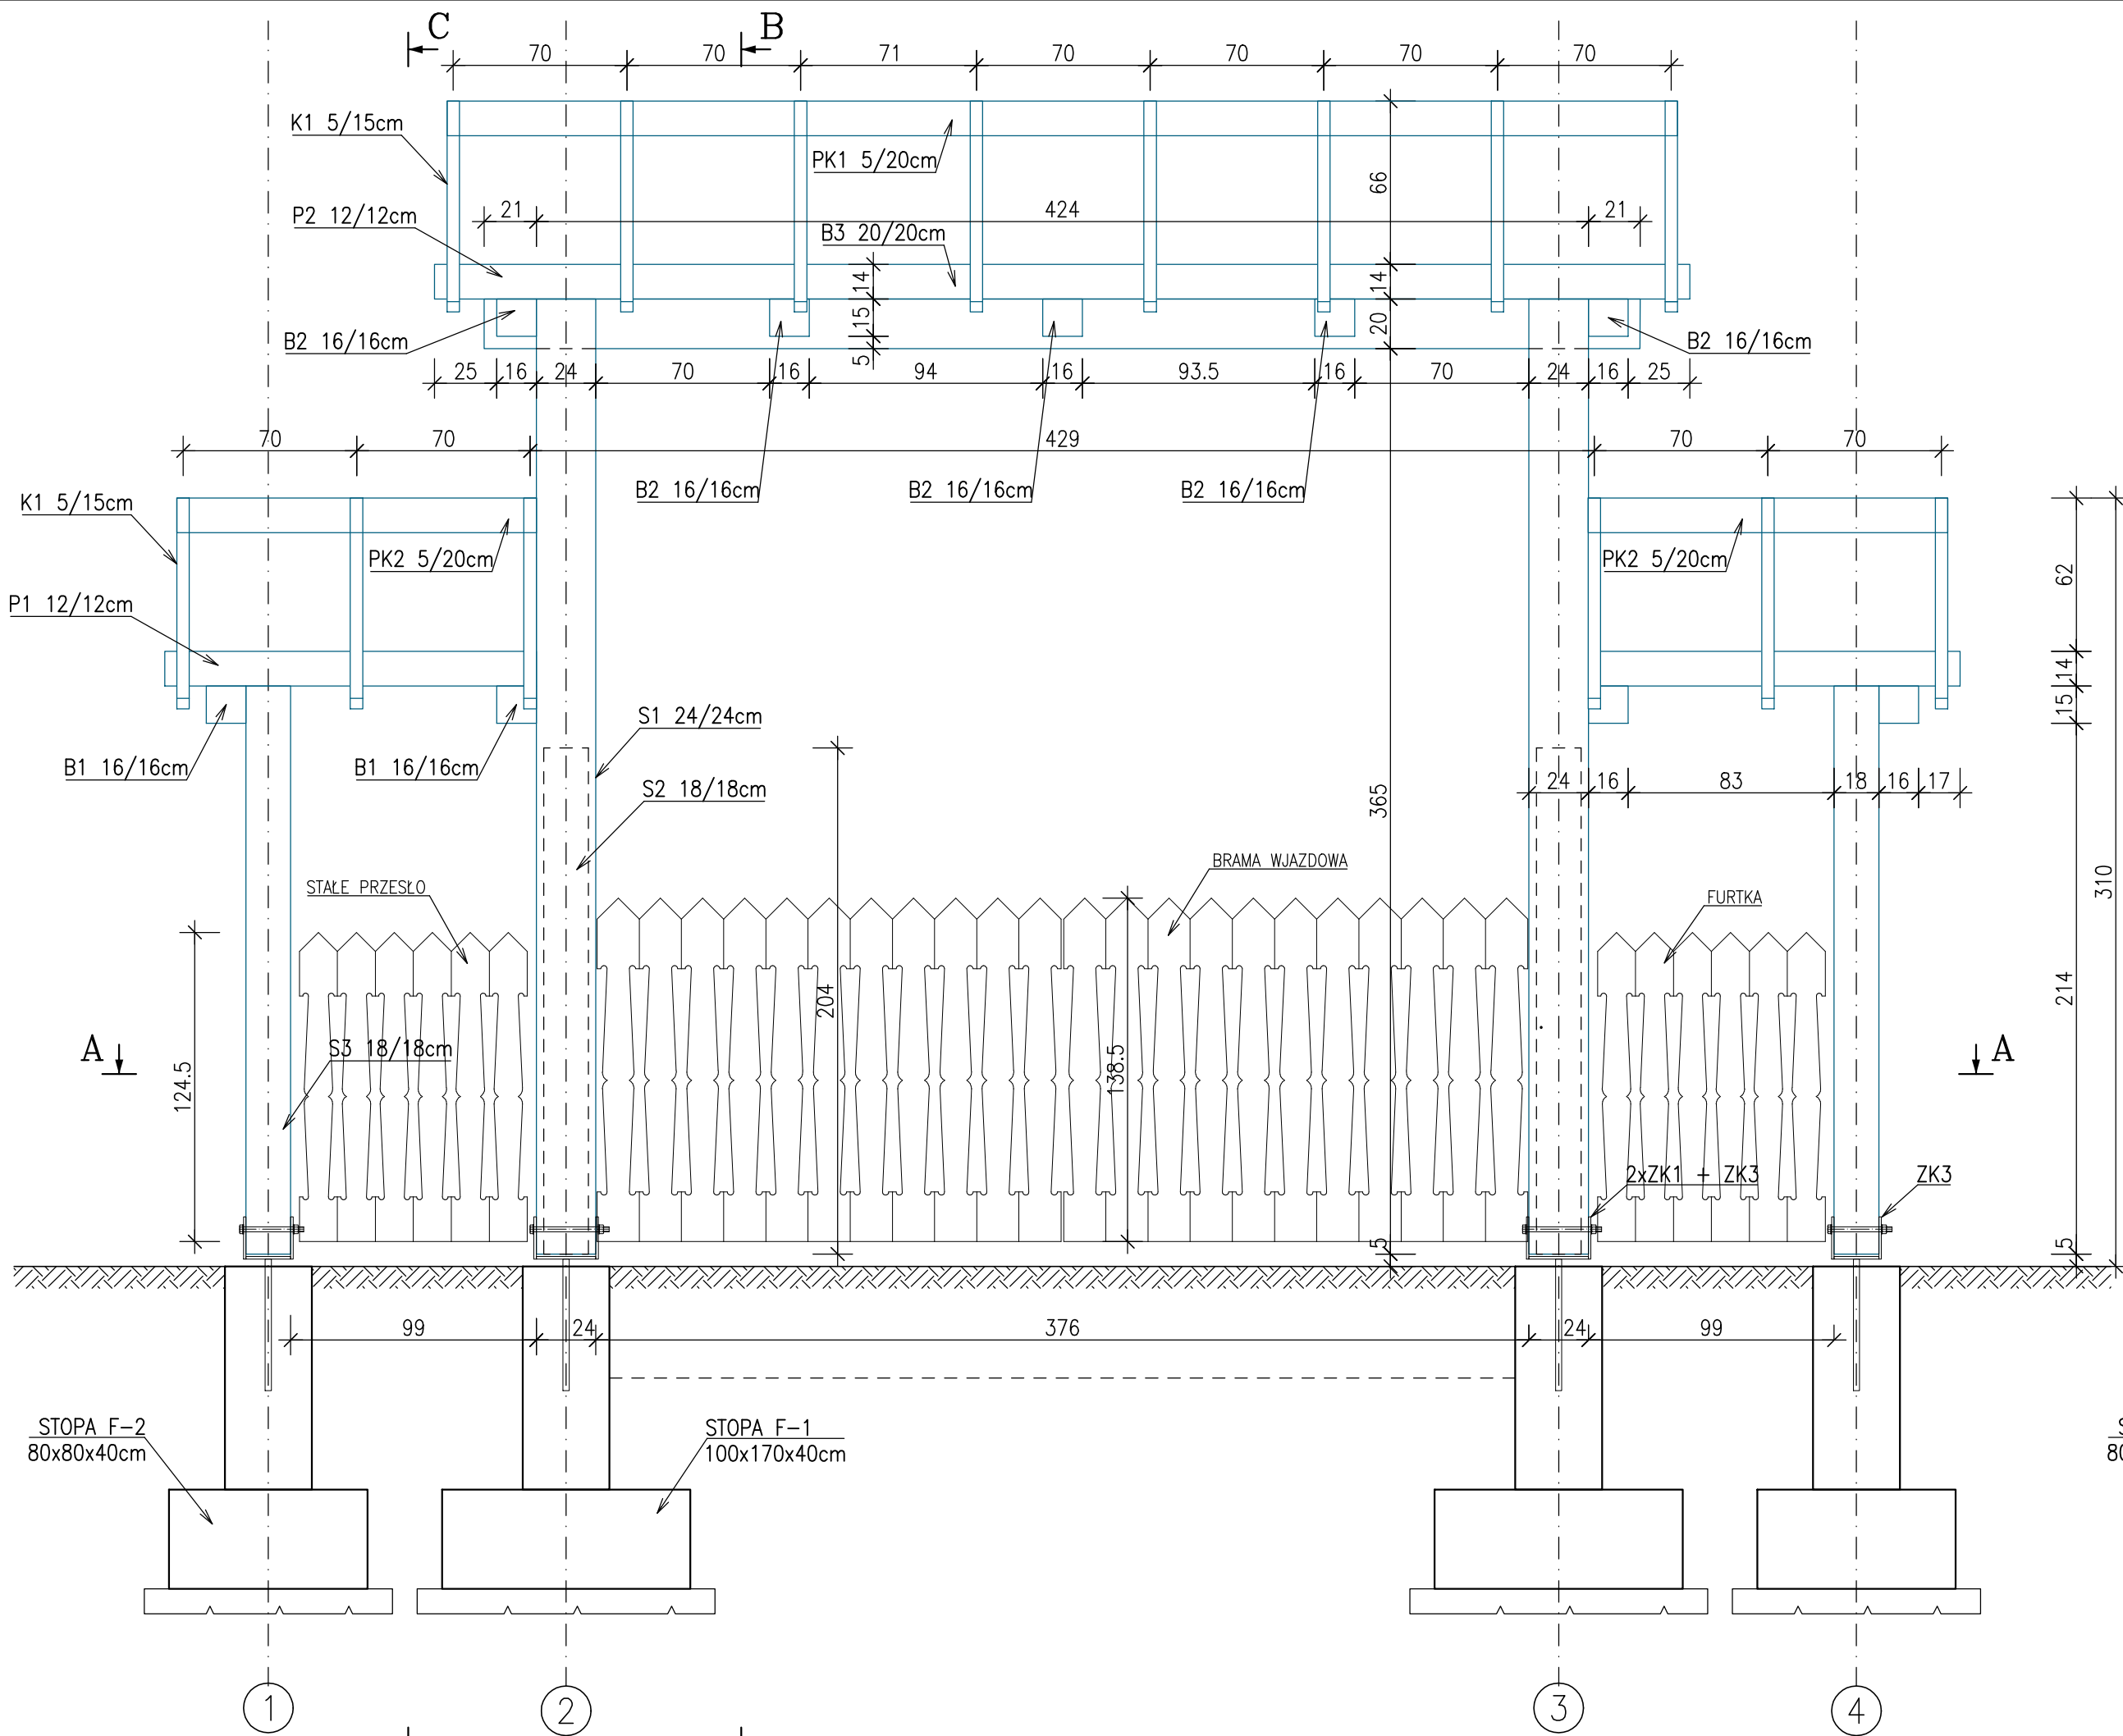 C
B
70 70 71 70 70 70 70
K1 5/15cm
PK1 5/20cm
66
P2 12/12cm
21 424 21
B3 20/20cm
14 14
15 20
5
B2 16/16cm
B2 16/16cm
25 16 24 70 16 94 16 93.5 16 70 24 16 25
70 70 429 70 70
B2 16/16cm B2 16/16cm B2 16/16cm
K1 5/15cm
PK2 5/20cm
PK2 5/20cm
62
P1 12/12cm
14
15
310
S1 24/24cm
B1 16/16cm B1 16/16cm
S2 18/18cm
365
24 16 83 18 16 17
STAŁE PRZESŁO
BRAMA WJAZDOWA
FURTKA
204
214
A
S3 18/18cm
A
124.5
138.5
2xZK1 + ZK3
ZK3
5
5
99 24 376 24 99
STOPA F-2
80x80x40cm
STOPA F-1
100x170x40cm
80
1 2 3 4